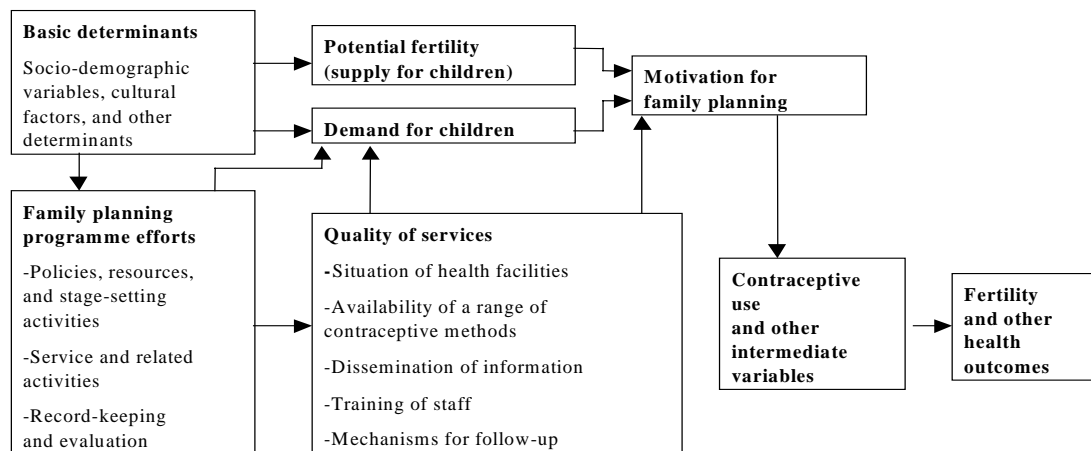 Basic determinants
Socio-demographic
variables, cultural
factors, and other
determinants
Potential fertility
(supply for children)
Demand for children
Motivation for
family planning
Family planning
programme efforts
-Policies, resources,
and stage-setting
activities
-Service and related
activities
-Record-keeping
and evaluation
Quality of services
-Situation of health facilities
-Availability of a range of
contraceptive methods
-Dissemination of information
-Training of staff
-Mechanisms for follow-up
Contraceptive
use
and other
intermediate
variables
Fertility
and other
health
outcomes